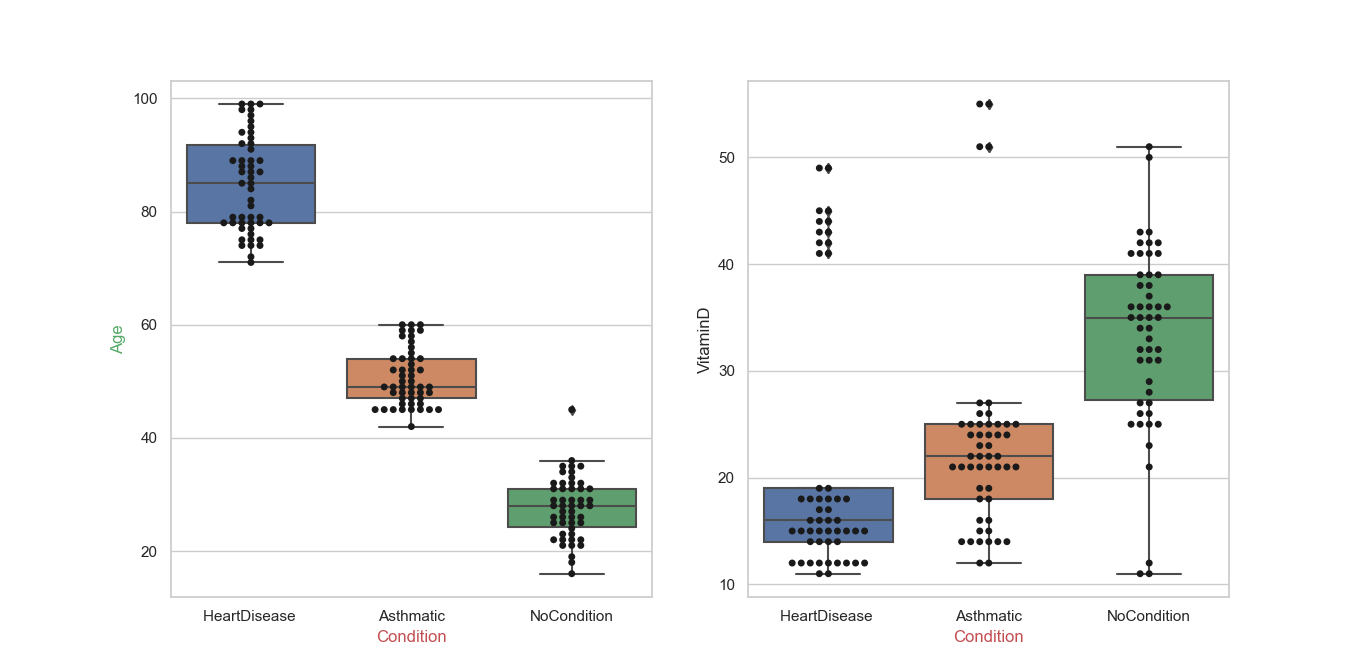 100
80
60
40
20
Age
HeartDisease
Asthmatic
NoCondition
Condition
50
40
30
20
10
VitaminD
HeartDisease
Asthmatic
NoCondition
Condition